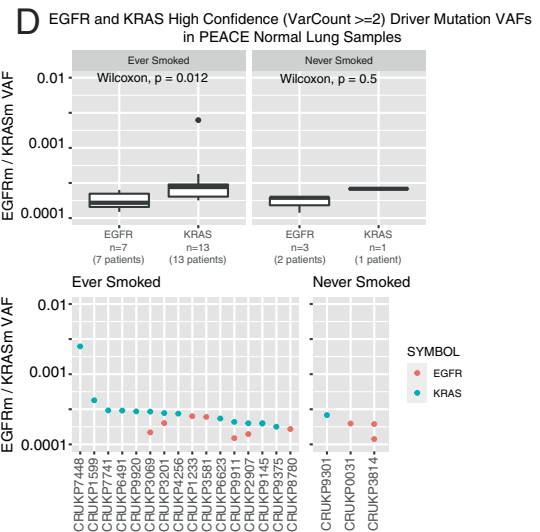 D EGFR and KRAS High Confidence (VarCount >=2) Driver Mutation VAFs
in PEACE Normal Lung Samples
Ever Smoked
Never Smoked
Wilcoxon, p = 0.012
Wilcoxon, p = 0.5
EGFRm / KRASm VAF
0.01
0.001
0.0001
EGFR
n=7
(7 patients)
KRAS
n=13
(13 patients)
EGFR
n=3
(2 patients)
KRAS
n=1
(1 patient)
Ever Smoked
Never Smoked
EGFRm / KRASm VAF
0.01
0.001
0.0001
CRUKP7448
CRUKP1599
CRUKP7741
CRUKP6491
CRUKP9920
CRUKP3069
CRUKP3201
CRUKP4256
CRUKP1233
CRUKP3581
CRUKP6623
CRUKP9911
CRUKP2907
CRUKP9145
CRUKP9375
CRUKP8780
CRUKP9301
CRUKP0031
CRUKP3814
SYMBOL
EGFR
KRAS